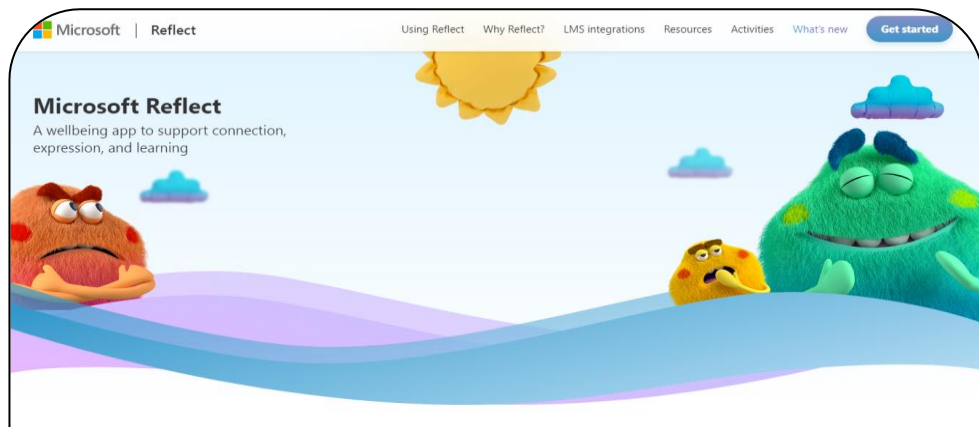 Microsoft | Reflect
Using Reflect Why Reflect? LMS integrations Resources Activities What's new Get started
Microsoft Reflect
A wellbeing app to support connection,
expression, and learning